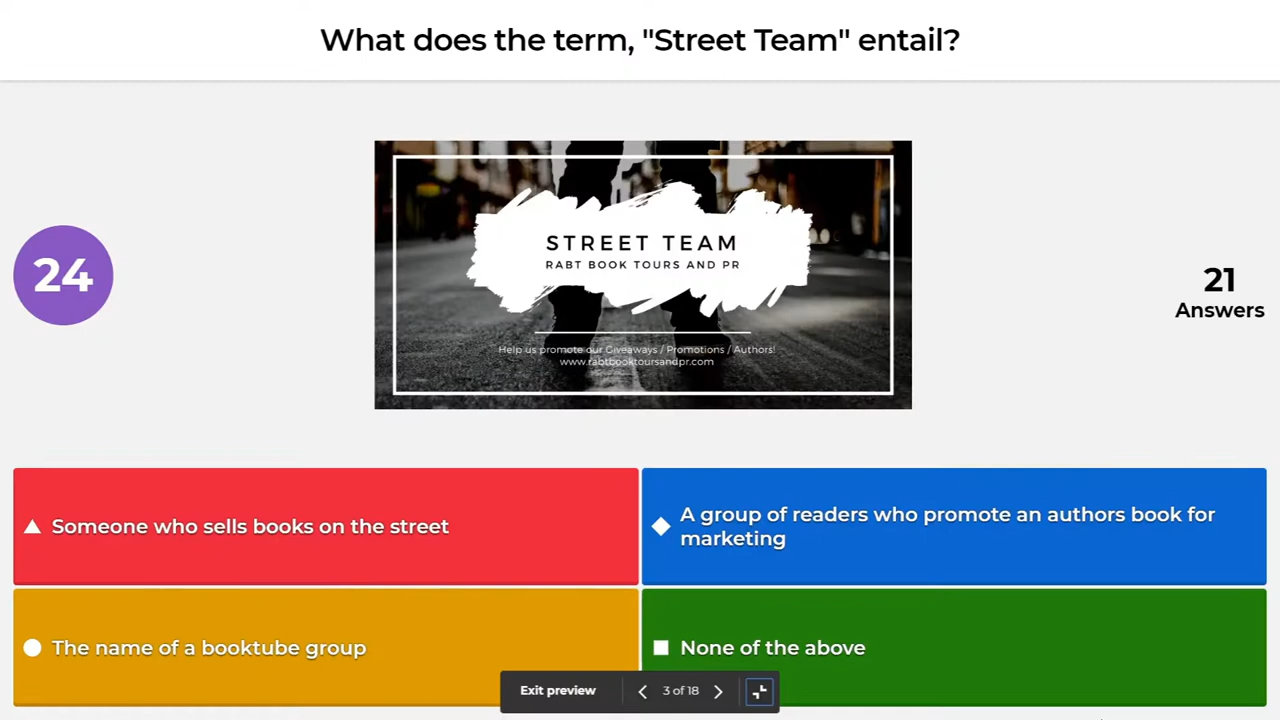 What does the term, "Street Team" entail?
STREET TEAM
RABT BOOK TOURS AND PR
Help us promote our Giveaways / Promotions / Authors!
www.rabtbooktoursandpr.com
24
21
Answers
Someone who sells books on the street
A group of readers who promote an authors book for
marketing
The name of a booktube group
None of the above
Exit preview
3 of 18